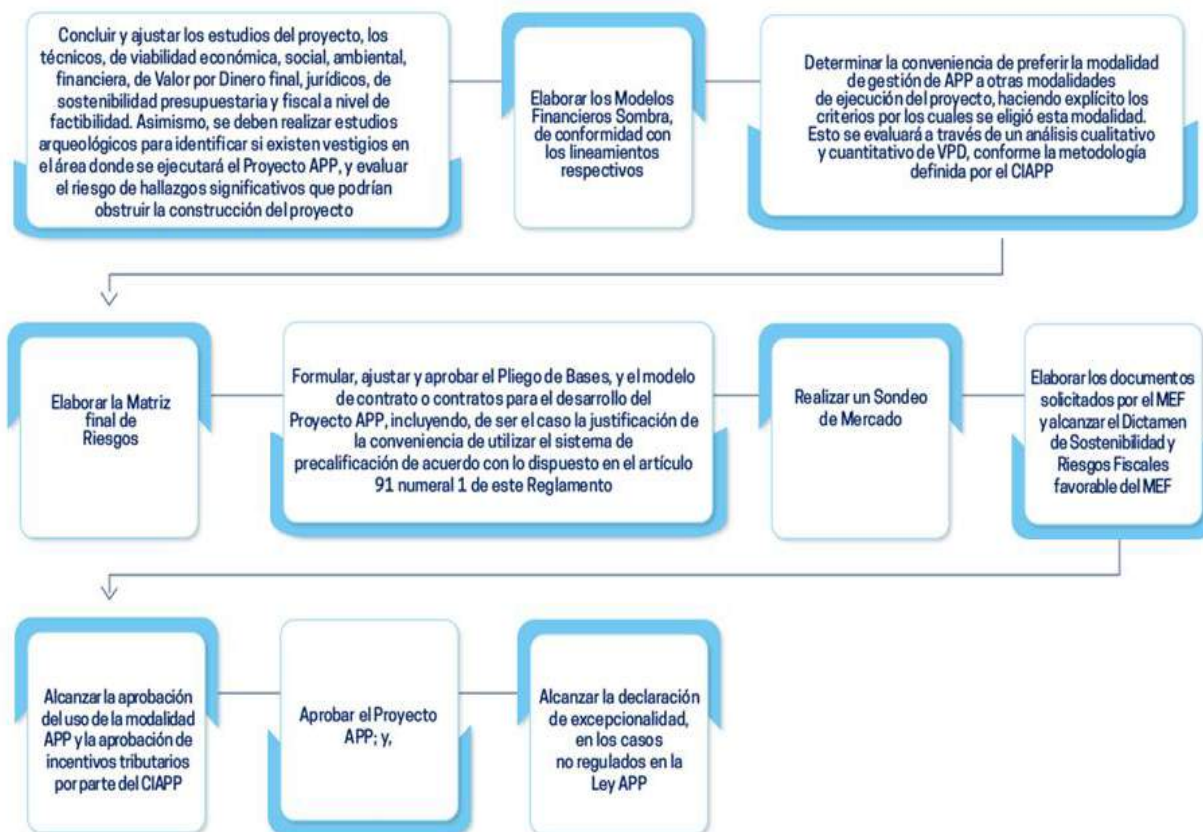 Concluir y ajustar los estudios del proyecto, los
técnicos, de viabilidad económica, social, ambiental,
financiera, de Valor por Dinero final, jurídicos, de
sostenibilidad presupuestaria y fiscal a nivel de
factibilidad. Asimismo, se deben realizar estudios
arqueológicos para identificar si existen vestigios en
el área donde se ejecutará el Proyecto APP, y evaluar
el riesgo de hallazgos significativos que podrían
obstruir la construcción del proyecto
Elaborar los Modelos
Financieros Sombra,
de conformidad con
los lineamientos
respectivos
Determinar la conveniencia de preferir la modalidad
de gestión de APP a otras modalidades
de ejecución del proyecto, haciendo explícito los
criterios por los cuales se eligió esta modalidad.
Esto se evaluará a través de un análisis cualitativo
y cuantitativo de VPD, conforme la metodología
definida por el CIAPP
Elaborar la Matriz
final de
Riesgos
Formular, ajustar y aprobar el Pliego de Bases, y el modelo
de contrato o contratos para el desarrollo del
Proyecto APP, incluyendo, de ser el caso la justificación de
la conveniencia de utilizar el sistema de
precalificación de acuerdo con lo dispuesto en el artículo
91 numeral 1 de este Reglamento
Realizar un Sondeo
de Mercado
Elaborar los documentos
solicitados por el MEF
y alcanzar el Dictamen
de Sostenibilidad y
Riesgos Fiscales
favorable del MEF
Alcanzar la aprobación
del uso de la modalidad
APP y la aprobación de
incentivos tributarios
por parte del CIAPP
Aprobar el Proyecto
APP; y,
Alcanzar la declaración
de excepcionalidad,
en los casos
no regulados en la
Ley APP